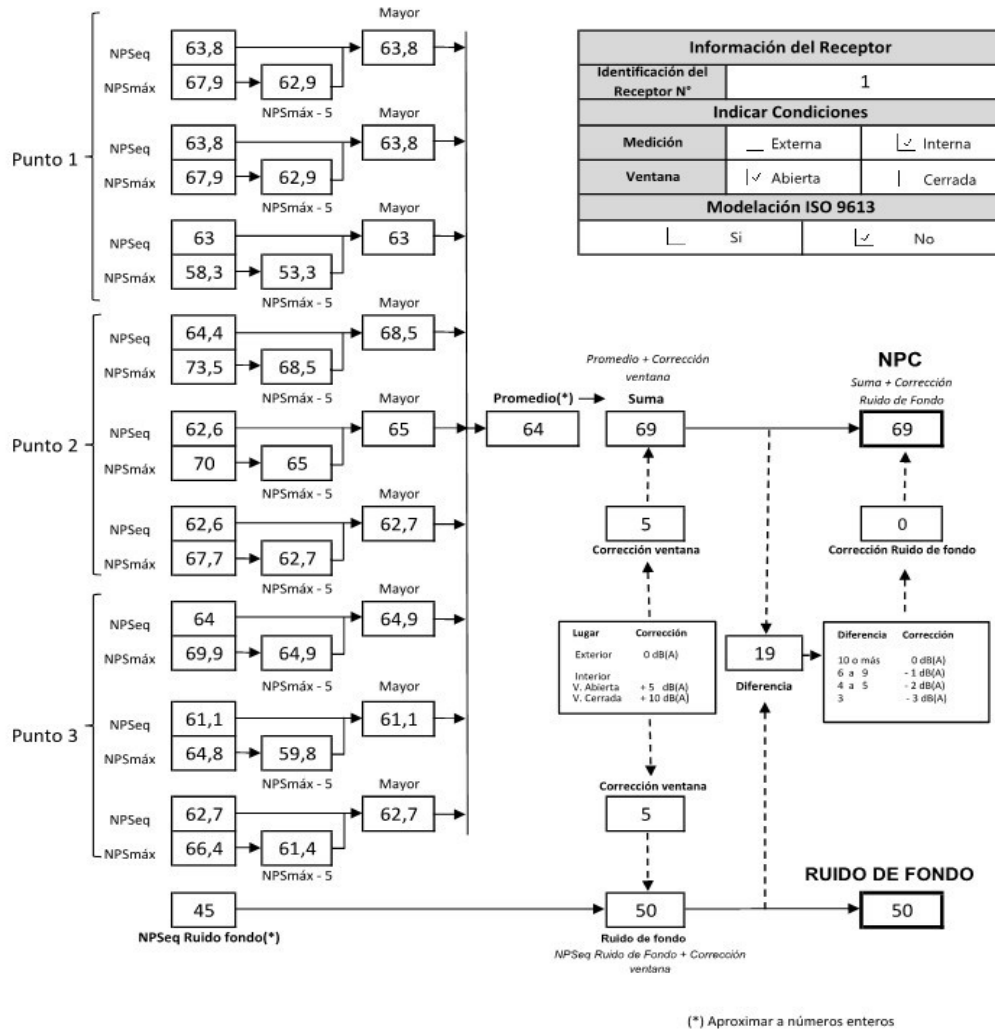 Mayor
NPSeq 63,8 63,8
NPSmáx 67,9 62,9
NPSmáx - 5
Mayor
Punto 1
NPSeq 63,8 63,8
NPSmáx 67,9 62,9
NPSmáx - 5
Mayor
NPSeq 63 63
NPSmáx 58,3 53,3
NPSmáx - 5
Mayor
NPSeq 64,4 68,5
NPSmáx 73,5 68,5
NPSmáx - 5
Mayor
Punto 2
NPSeq 62,6 65
NPSmáx 70 65
NPSmáx - 5
Mayor
NPSeq 62,6 62,7
NPSmáx 67,7 62,7
NPSmáx - 5
Mayor
NPSeq 64 64,9
NPSmáx 69,9 64,9
NPSmáx - 5
Mayor
Punto 3
NPSeq 61,1 61,1
NPSmáx 64,8 59,8
NPSmáx - 5
Mayor
NPSeq 62,7 62,7
NPSmáx 66,4 61,4
NPSmáx - 5
45
NPSeq Ruido fondo(*)
Información del Receptor
Identificación del
Receptor N° 1
Indicar Condiciones
Medición Externa Interna
Ventana Abierta Cerrada
Modelación ISO 9613
Si No
Promedio(*)
64
Promedio + Corrección
ventana
Suma
69
5
Corrección ventana
NPC
Suma + Corrección
Ruido de Fondo
69
0
Corrección Ruido de fondo
Lugar Corrección
Exterior 0 dB(A)
Interior
V. Abierta + 5 dB(A)
V. Cerrada + 10 dB(A)
19
Diferencia
Diferencia Corrección
10 o más 0 dB(A)
6 a 9 - 1 dB(A)
4 a 5 - 2 dB(A)
3 - 3 dB(A)
Corrección ventana
5
50
Ruido de fondo
NPSeq Ruido de Fondo + Corrección
ventana
RUIDO DE FONDO
50
(*) Aproximar a números enteros